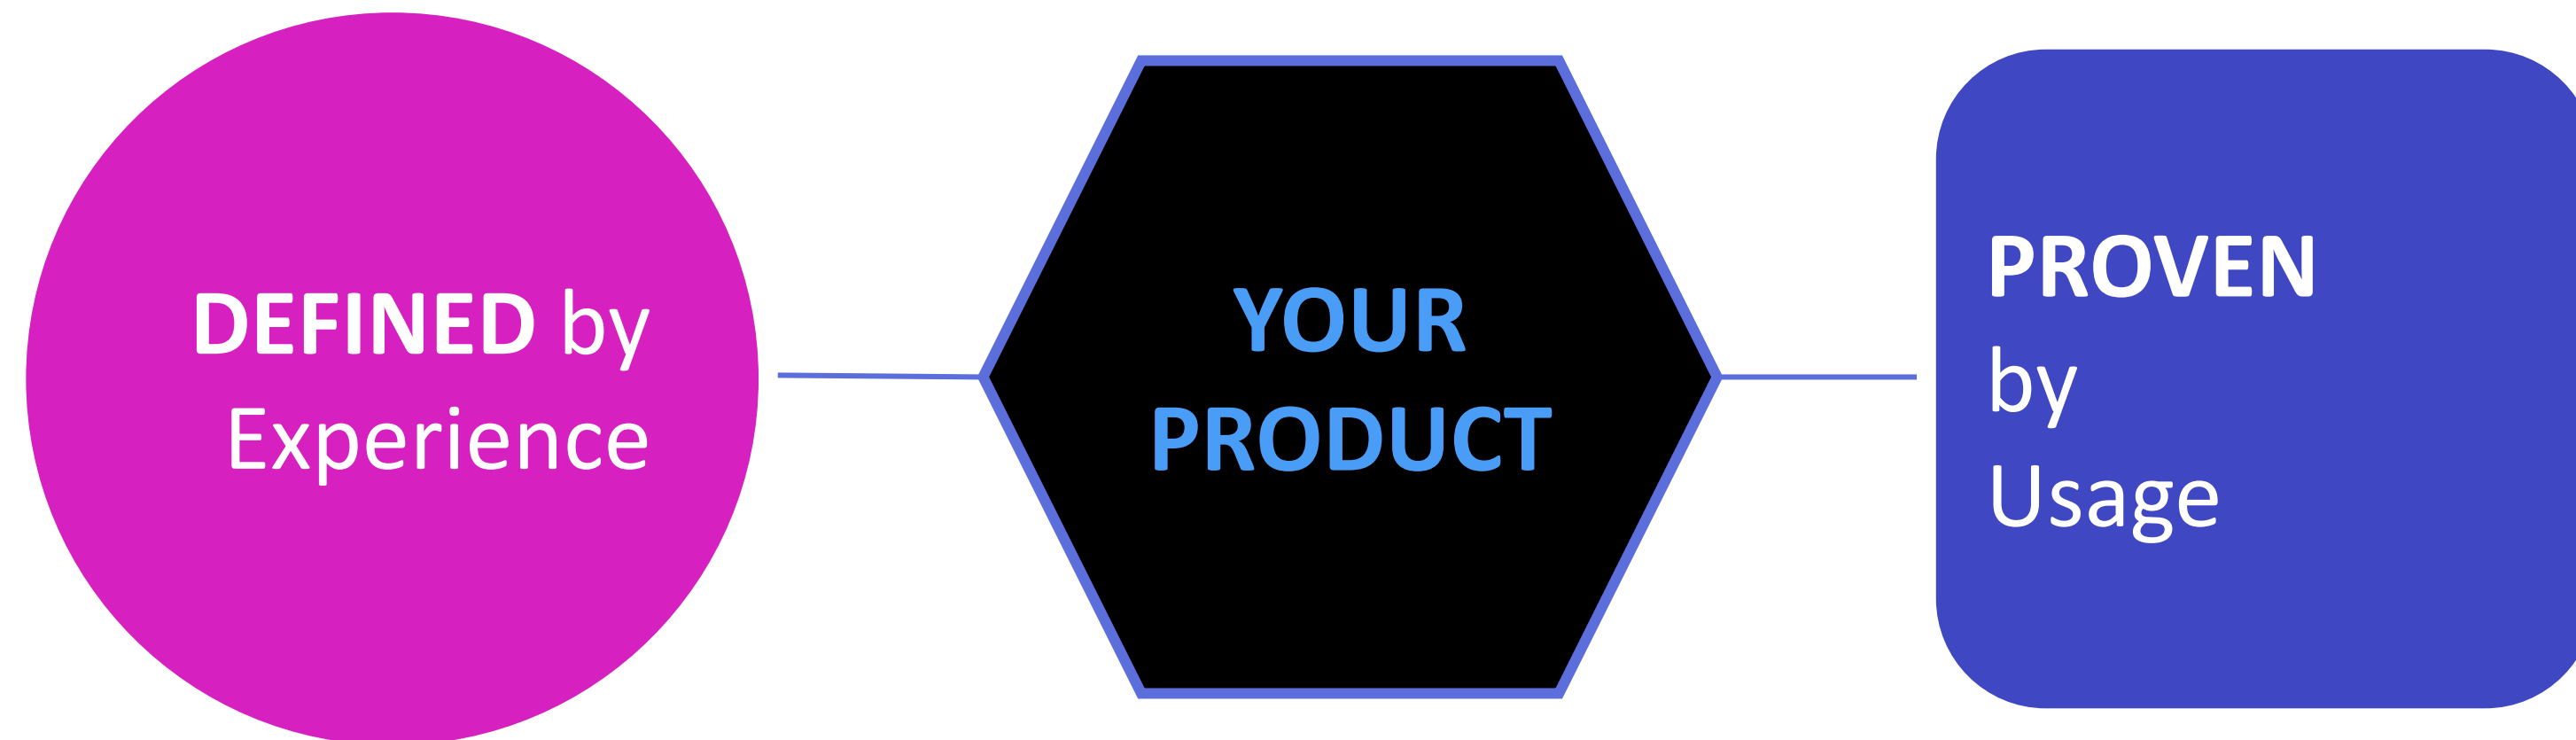 DEFINED by
Experience
YOUR
PRODUCT
PROVEN
by
Usage